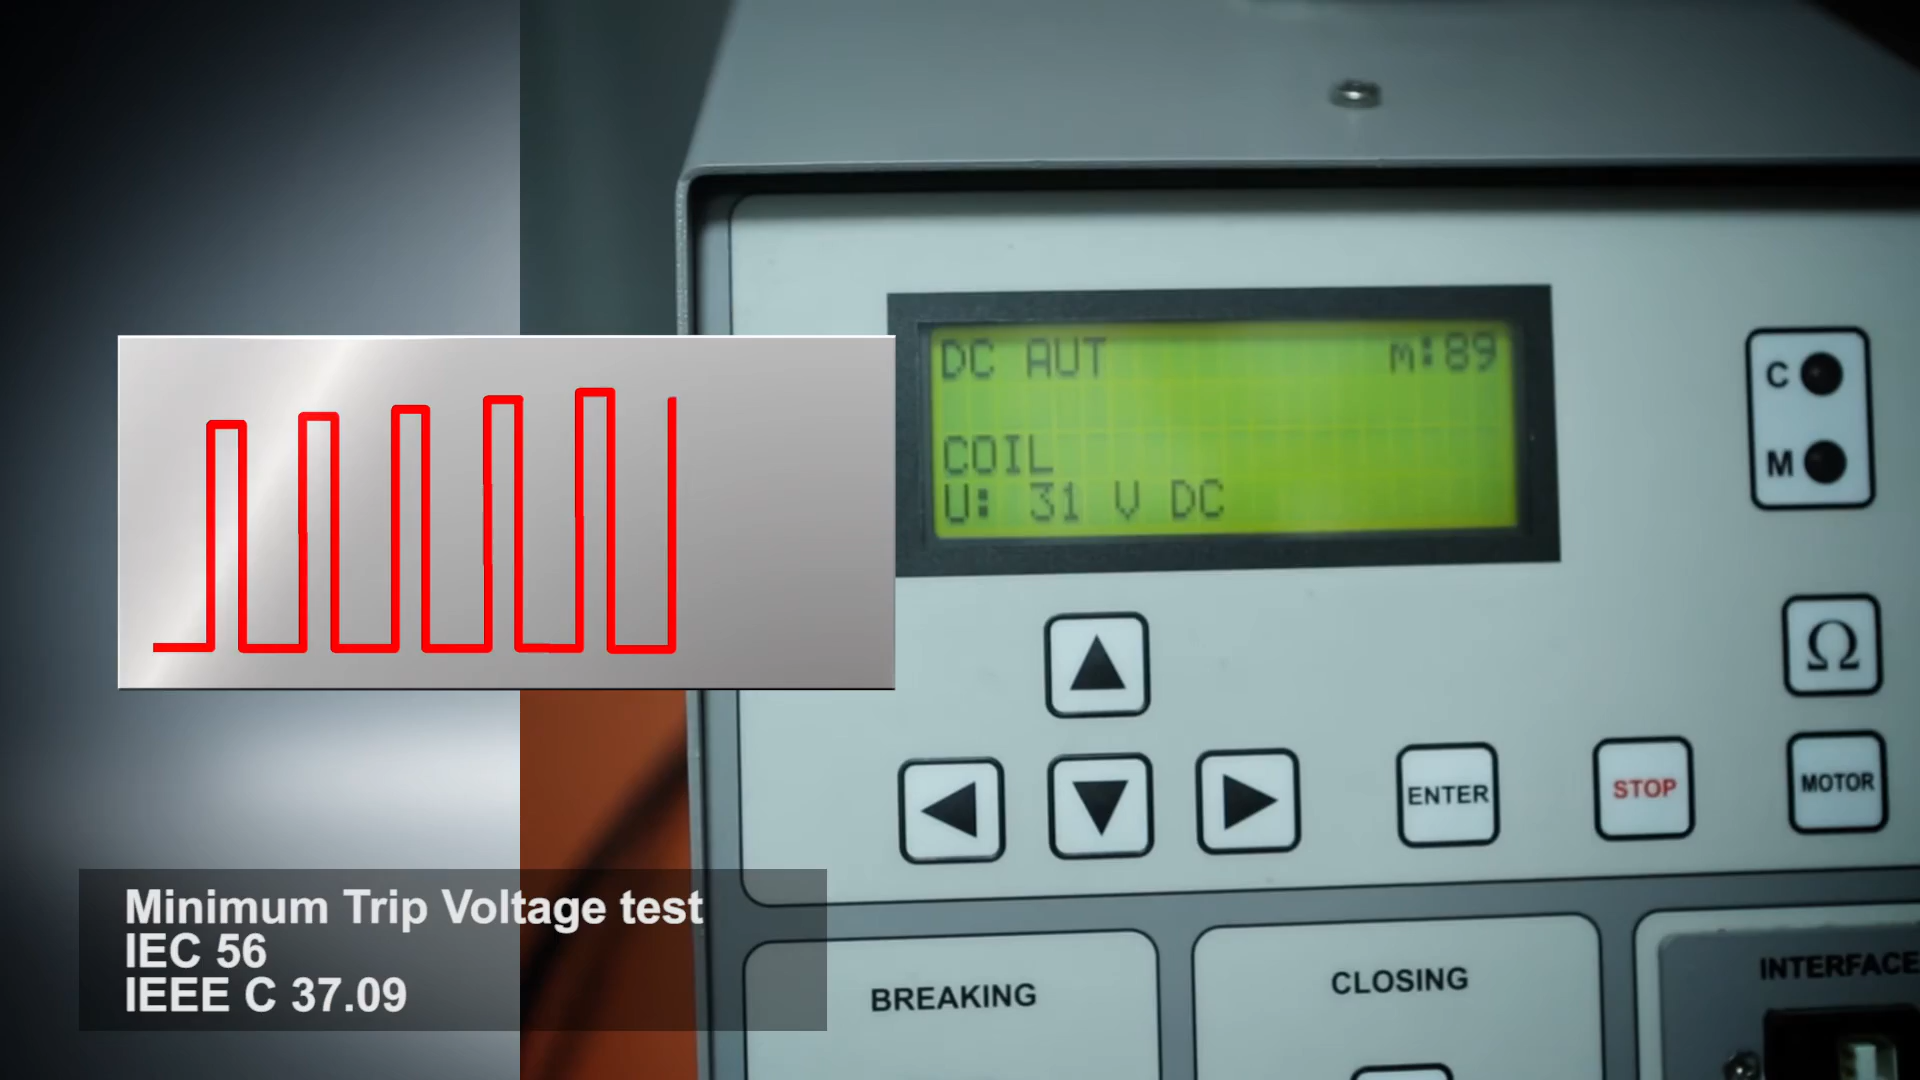 DC AUT m:89
COIL
U: 31 V DC
C
M
Ω
ENTER
STOP
MOTOR
Minimum Trip Voltage test
IEC 56
IEEE C 37.09
BREAKING
CLOSING
INTERFACE